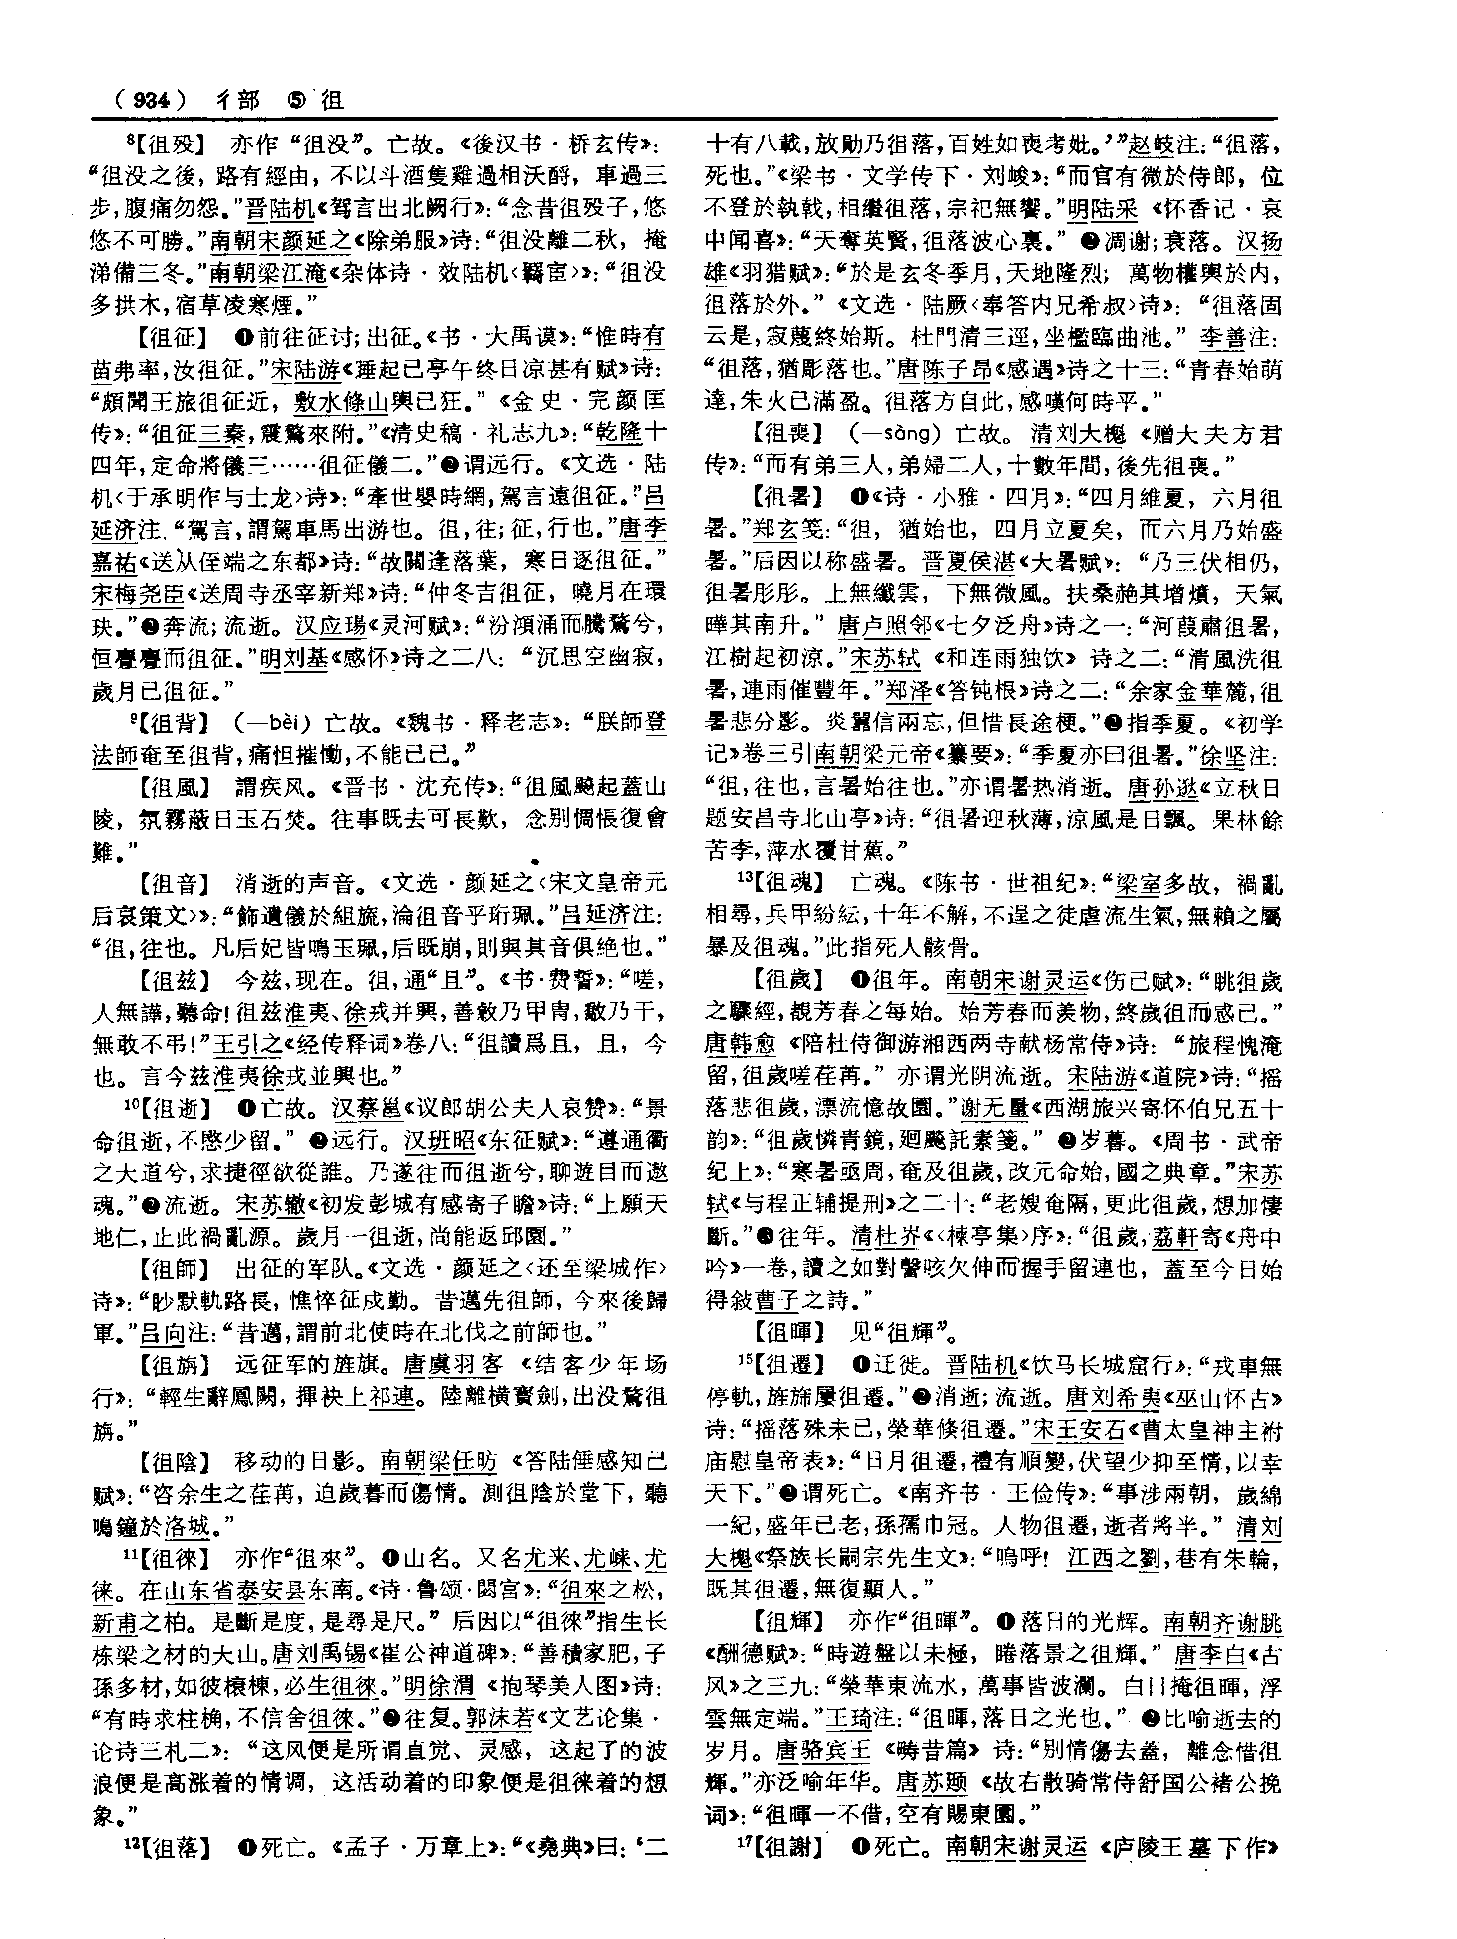 （934） 彳部 ⑤ 徂
⁸【徂殁】 亦作“徂没”。亡故。《後汉书·桥玄传》：
“徂没之後，路有經由，不以斗酒隻雞過相沃酹，車過三
步，腹痛勿怨。”晋陆机《驾言出北阙行》：“念昔徂殁子，悠
悠不可勝。”南朝宋颜延之《除弟服》诗：“徂没離二秋，掩
涕備三冬。”南朝梁江淹《杂体诗·效陆机〈羁宦〉》：“徂没
多拱木，宿草凌寒煙。”
【徂征】 ❶前往征讨；出征。《书·大禹谟》：“惟時有
苗弗率，汝徂征。”宋陆游《睡起已亭午终日凉甚有赋》诗：
“頗聞王旅徂征近，敷水條山興已狂。”《金史·完颜匡
传》：“徂征三秦，震驚來附。”《清史稿·礼志九》：“乾隆十
四年，定命將儀三……徂征儀二。”❷谓远行。《文选·陆
机〈于承明作与士龙〉诗》：“牽世嬰時網，駕言遠徂征。”吕
延济注：“駕言，謂駕車馬出游也。徂，往；征，行也。”唐李
嘉祐《送从侄端之东都》诗：“故關逢落葉，寒日逐徂征。”
宋梅尧臣《送周寺丞宰新郑》诗：“仲冬吉徂征，曉月在環
玦。”❸奔流；流逝。汉应玚《灵河赋》：“汾澒涌而騰鶩兮，
恒亹亹而徂征。”明刘基《感怀》诗之二八：“沉思空幽寂，
歲月已徂征。”
⁹【徂背】 （—bèi）亡故。《魏书·释老志》：“朕師登
法師奄至徂背，痛怛摧慟，不能已已。”
【徂風】 謂疾风。《晋书·沈充传》：“徂風飈起蓋山
陵，氛霧蔽日玉石焚。往事既去可長歎，念别惆悵復會
難。”
【徂音】 消逝的声音。《文选·颜延之〈宋文皇帝元
后哀策文〉》：“飾遺儀於組旒，淪徂音乎珩珮。”吕延济注：
“徂，往也。凡后妃皆鳴玉珮，后既崩，則與其音俱絶也。”
【徂兹】 今兹，现在。徂，通“且”。《书·费誓》：“嗟，
人無譁，聽命！徂兹淮夷、徐戎并興，善敹乃甲胄，敽乃干，
無敢不弔！”王引之《经传释词》卷八：“徂讀爲且，且，今
也。言今兹淮夷徐戎並興也。”
¹⁰【徂逝】 ❶亡故。汉蔡邕《议郎胡公夫人哀赞》：“景
命徂逝，不慜少留。”❷远行。汉班昭《东征赋》：“遵通衢
之大道兮，求捷徑欲從誰。乃遂往而徂逝兮，聊遊目而遨
魂。”❸流逝。宋苏辙《初发彭城有感寄子瞻》诗：“上願天
地仁，止此禍亂源。歲月一徂逝，尚能返邱園。”
【徂師】 出征的军队。《文选·颜延之〈还至梁城作〉
诗》：“眇默軌路長，憔悴征戍勤。昔邁先徂師，今來後歸
軍。”吕向注：“昔邁，謂前北使時在北伐之前師也。”
【徂旃】 远征军的旌旗。唐虞羽客《结客少年场
行》：“輕生辭鳳闕，揮袂上祁連。陸離横寶劍，出没鶩徂
旃。”
【徂陰】 移动的日影。南朝梁任昉《答陆倕感知己
赋》：“咨余生之荏苒，迫歲暮而傷情。測徂陰於堂下，聽
鳴鐘於洛城。”
¹¹【徂徠】 亦作“徂來”。❶山名。又名尤来、尤崃、尤
徕。在山东省泰安县东南。《诗·鲁颂·閟宫》：“徂來之松，
新甫之柏。是斷是度，是尋是尺。”后因以“徂徠”指生长
栋梁之材的大山。唐刘禹锡《崔公神道碑》：“善積家肥，子
孫多材，如彼榱棟，必生徂徠。”明徐渭《抱琴美人图》诗：
“有時求柱桷，不信舍徂徠。”❷往复。郭沫若《文艺论集·
论诗三札二》：“这风便是所谓直觉、灵感，这起了的波
浪便是高涨着的情调，这活动着的印象便是徂徕着的想
象。”
¹²【徂落】 ❶死亡。《孟子·万章上》：“《堯典》曰：‘二
十有八載，放勛乃徂落，百姓如喪考妣。’”赵岐注：“徂落，
死也。”《梁书·文学传下·刘峻》：“而官有微於侍郎，位
不登於執戟，相繼徂落，宗祀無饗。”明陆采《怀香记·哀
中闻喜》：“天奪英賢，徂落波心裏。”❷凋谢；衰落。汉扬
雄《羽猎赋》：“於是玄冬季月，天地隆烈；萬物權輿於内，
徂落於外。”《文选·陆厥〈奉答内兄希叔〉诗》：“徂落固
云是，寂蔑終始斯。杜門清三逕，坐檻臨曲池。”李善注：
“徂落，猶彫落也。”唐陈子昂《感遇》诗之十三：“青春始萌
達，朱火已滿盈。徂落方自此，感嘆何時平。”
【徂喪】 （—sàng）亡故。清刘大櫆《赠大夫方君
传》：“而有弟三人，弟婦二人，十數年間，後先徂喪。”
【徂暑】 ❶《诗·小雅·四月》：“四月維夏，六月徂
暑。”郑玄笺：“徂，猶始也，四月立夏矣，而六月乃始盛
暑。”后因以称盛暑。晋夏侯湛《大暑赋》：“乃三伏相仍，
徂暑彤彤。上無纖雲，下無微風。扶桑赩其增熿，天氣
曄其南升。”唐卢照邻《七夕泛舟》诗之一：“河葭肅徂暑，
江樹起初凉。”宋苏轼《和连雨独饮》诗之二：“清風洗徂
暑，連雨催豐年。”郑泽《答钝根》诗之二：“余家金華麓，徂
暑悲分影。炎囂信兩忘，但惜長途梗。”❷指季夏。《初学
记》卷三引南朝梁元帝《纂要》：“季夏亦曰徂暑。”徐坚注：
“徂，往也，言暑始往也。”亦谓暑热消逝。唐孙逖《立秋日
题安昌寺北山亭》诗：“徂暑迎秋薄，涼風是日飄。果林餘
苦李，萍水覆甘蕉。”
¹³【徂魂】 亡魂。《陈书·世祖纪》：“梁室多故，禍亂
相尋，兵甲紛紜，十年不解，不逞之徒虐流生氣，無賴之屬
暴及徂魂。”此指死人骸骨。
【徂歲】 ❶徂年。南朝宋谢灵运《伤己赋》：“眺徂歲
之驟經，覩芳春之每始。始芳春而羨物，終歲徂而感己。”
唐韩愈《陪杜侍御游湘西两寺献杨常侍》诗：“旅程愧淹
留，徂歲嗟荏苒。”亦谓光阴流逝。宋陆游《道院》诗：“摇
落悲徂歲，漂流憶故園。”谢无量《西湖旅兴寄怀伯兄五十
韵》：“徂歲憐青鏡，廻飈託素箋。”❷岁暮。《周书·武帝
纪上》：“寒暑亟周，奄及徂歲，改元命始，國之典章。”宋苏
轼《与程正辅提刑》之二十：“老嫂奄隔，更此徂歲，想加悽
斷。”❸往年。清杜岕《〈楝亭集〉序》：“徂歲，荔軒寄《舟中
吟》一卷，讀之如對謦咳欠伸而握手留連也，蓋至今日始
得敍曹子之詩。”
【徂暉】 见“徂輝”。
¹⁵【徂遷】 ❶迁徙。晋陆机《饮马长城窟行》：“戎車無
停軌，旌旆屢徂遷。”❷消逝；流逝。唐刘希夷《巫山怀古》
诗：“摇落殊未已，榮華倏徂遷。”宋王安石《曹太皇神主祔
庙慰皇帝表》：“日月徂遷，禮有順變，伏望少抑至情，以幸
天下。”❸谓死亡。《南齐书·王俭传》：“事涉兩朝，歲綿
一紀，盛年已老，孫孺巾冠。人物徂遷，逝者將半。”清刘
大櫆《祭族长嗣宗先生文》：“嗚呼！江西之劉，巷有朱輪，
既其徂遷，無復顯人。”
【徂輝】 亦作“徂暉”。❶落日的光辉。南朝齐谢朓
《酬德赋》：“時遊盤以未極，睠落景之徂輝。”唐李白《古
风》之三九：“榮華東流水，萬事皆波瀾。白日掩徂暉，浮
雲無定端。”王琦注：“徂暉，落日之光也。”❷比喻逝去的
岁月。唐骆宾王《畴昔篇》诗：“别情傷去蓋，離念惜徂
輝。”亦泛喻年华。唐苏颋《故右散骑常侍舒国公褚公挽
词》：“徂暉一不借，空有賜東園。”
¹⁷【徂謝】 ❶死亡。南朝宋谢灵运《庐陵王墓下作》